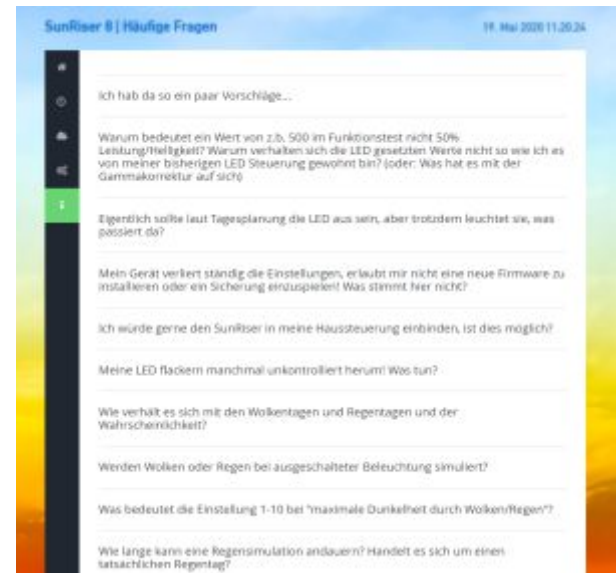 SunRiser 8 | Häufige Fragen
19. Mai 2020 11:20:24
Ich hab da so ein paar Vorschläge...
Warum bedeutet ein Wert von z.b. 500 im Funktionstest nicht 50%
Leistung/Helligkeit? Warum verhalten sich die LED gesetzten Werte nicht so wie ich es
von meiner bisherigen LED Steuerung gewohnt bin? (oder: Was hat es mit der
Gammakorrektur auf sich)
Eigentlich sollte laut Tagesplanung die LED aus sein, aber trotzdem leuchtet sie, was
passiert da?
Mein Gerät verliert ständig die Einstellungen, erlaubt mir nicht eine neue Firmware zu
installieren oder ein Sicherung einzuspielen! Was stimmt hier nicht?
Ich würde gerne den SunRiser in meine Haussteuerung einbinden, ist dies möglich?
Meine LED flackern manchmal unkontrolliert herum! Was tun?
Wie verhält es sich mit den Wolkentagen und Regentagen und der
Wahrscheinlichkeit?
Werden Wolken oder Regen bei ausgeschalteter Beleuchtung simuliert?
Was bedeutet die Einstellung 1-10 bei "maximale Dunkelheit durch Wolken/Regen"?
Wie lange kann eine Regensimulation andauern? Handelt es sich um einen
tatsächlichen Regentag?